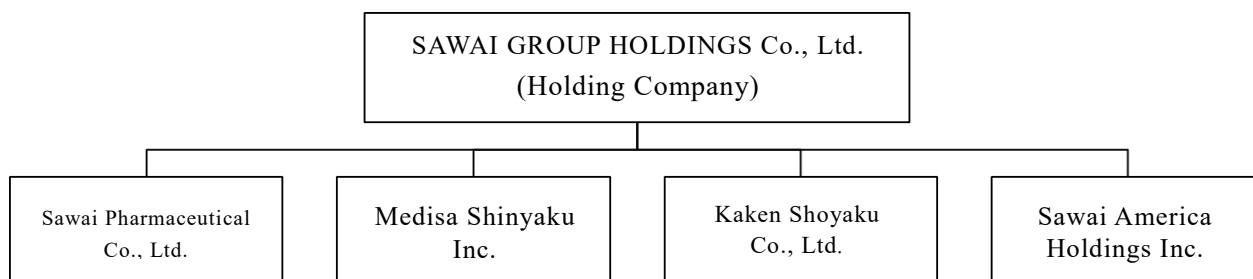 SAWAI GROUP HOLDINGS Co., Ltd.
(Holding Company)
Sawai Pharmaceutical
Co., Ltd.
Medisa Shinyaku
Inc.
Kaken Shoyaku
Co., Ltd.
Sawai America
Holdings Inc.